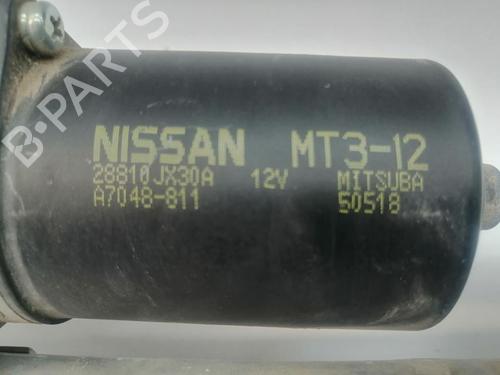 NISSAN MT3-12
28810JX30A 12V MITSUBA
A7048-811 50518
B-PARTS